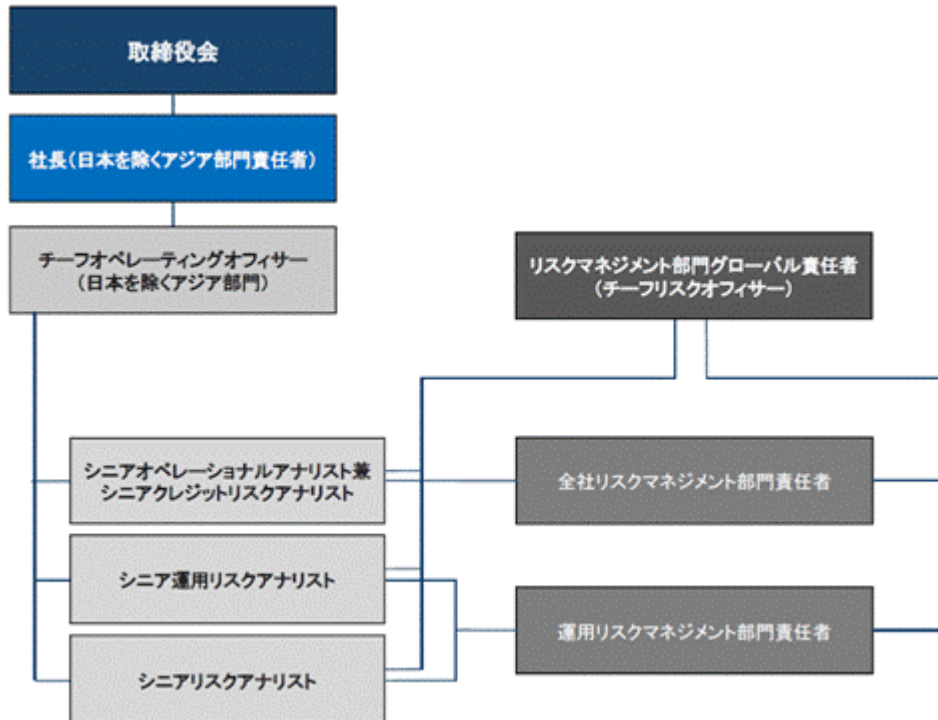 取締役会
社長(日本を除くアジア部門責任者)
チーフオペレーティングオフィサー
(日本を除くアジア部門)
リスクマネジメント部門グローバル責任者
(チーフリスクオフィサー)
シニアオペレーショナルアナリスト兼
シニアクレジットリスクアナリスト
全社リスクマネジメント部門責任者
シニア運用リスクアナリスト
運用リスクマネジメント部門責任者
シニアリスクアナリスト